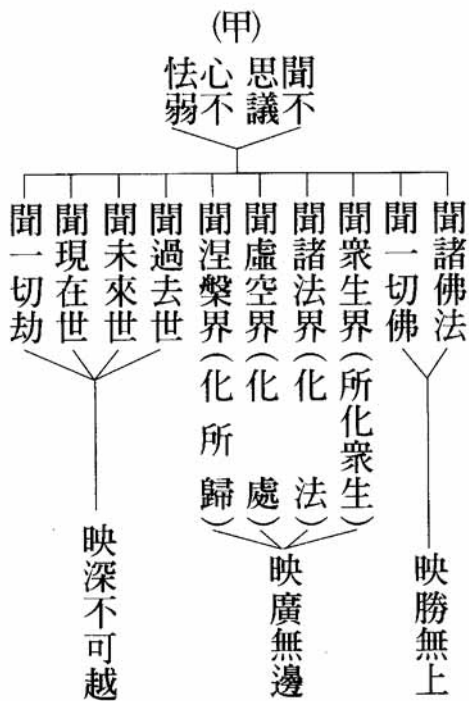 (甲)
聞不思議
心不怯弱
聞諸佛法
聞一切佛
聞衆生界(所化衆生)
聞諸法界(化法)
聞虛空界(化處)
聞涅槃界(化所歸)
聞過去世
聞未來世
聞現在世
聞一切劫
映勝無上
映廣無邊
映深不可越